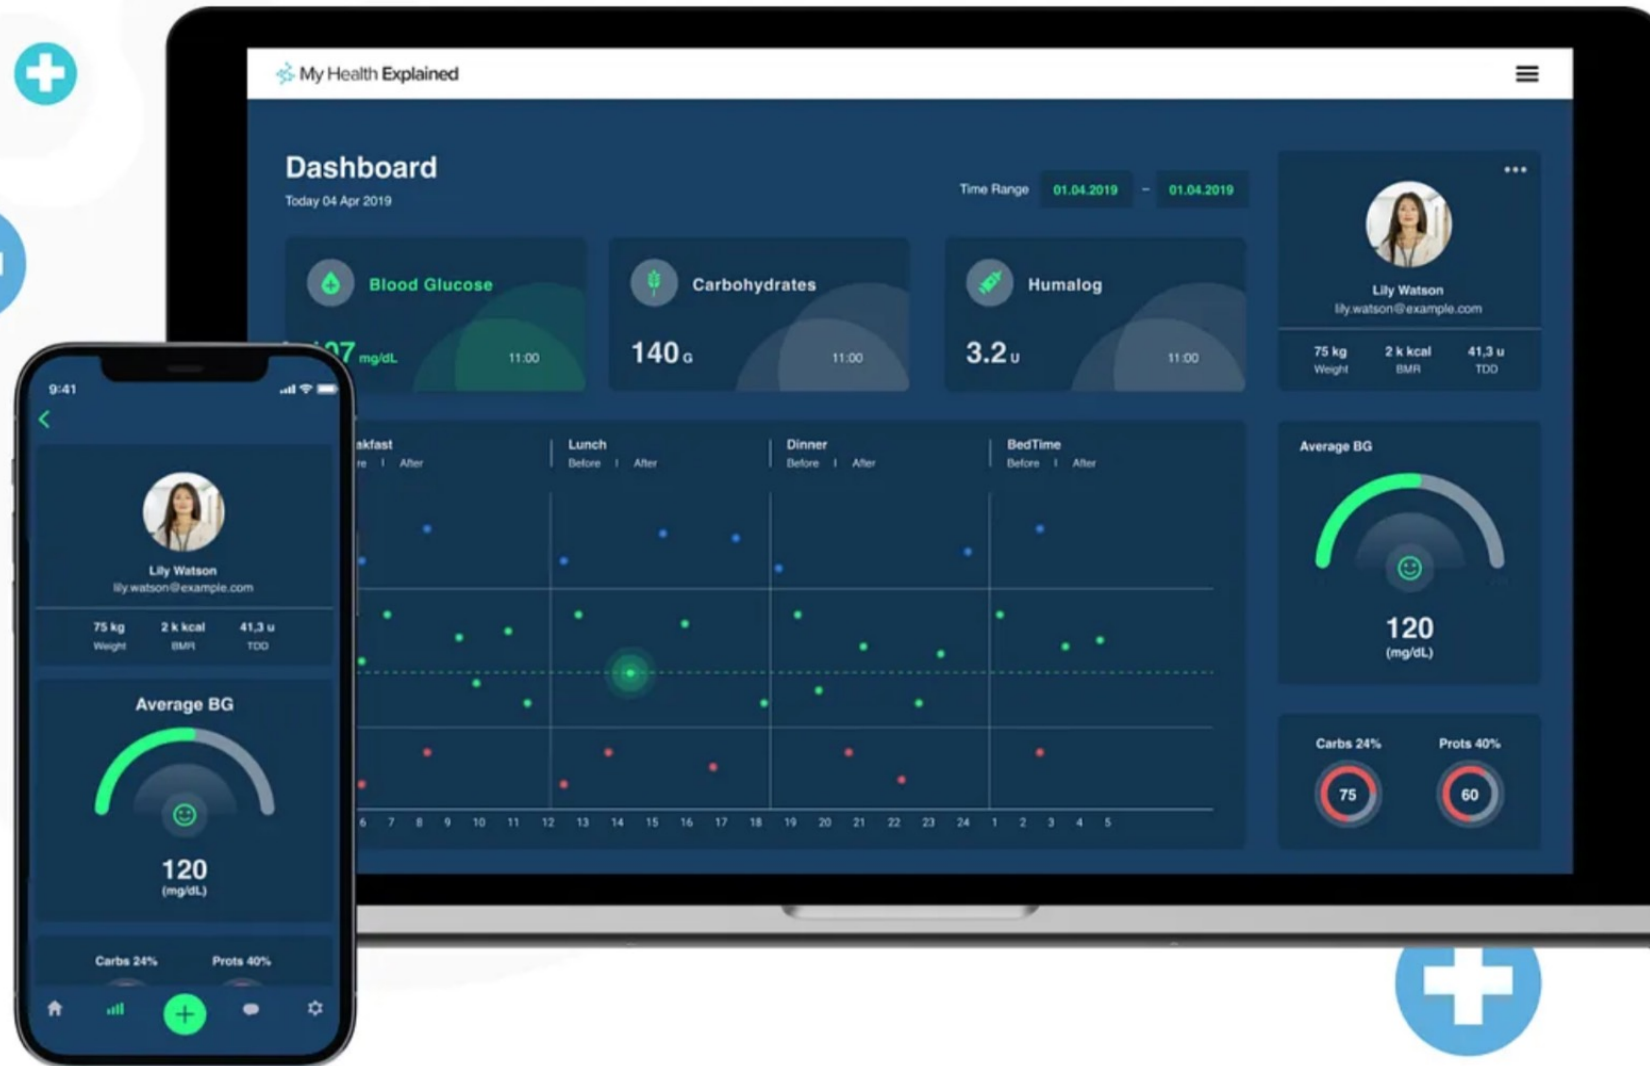 My Health Explained
Dashboard
Today 04 Apr 2019
Time Range 01.04.2019 - 01.04.2019
Blood Glucose
mg/dL 11:00
Carbohydrates
140 G 11:00
Humalog
3.2 U 11:00
Lily Watson
lily.watson@example.com
75 kg 2 k kcal 41,3 u
Weight BMR TDD
akfast Lunch Dinner BedTime
re | After Before | After Before | After Before | After
6 7 8 9 10 11 12 13 14 15 16 17 18 19 20 21 22 23 24 1 2 3 4 5
Average BG
120
(mg/dL)
Carbs 24% Prots 40%
75 60
9:41
Lily Watson
lily.watson@example.com
75 kg 2 k kcal 41,3 u
Weight BMR TDD
Average BG
120
(mg/dL)
Carbs 24% Prots 40%